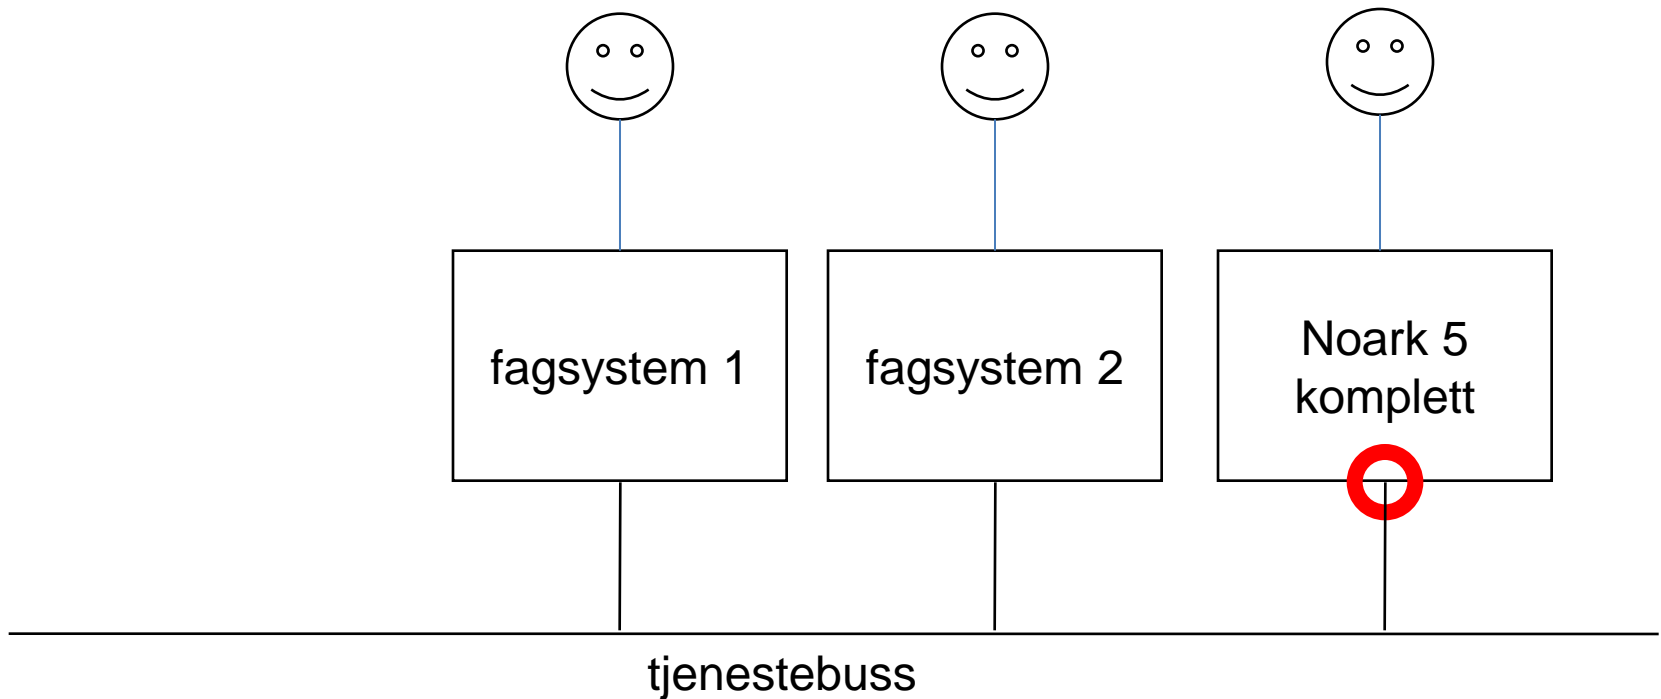 fagsystem 1
fagsystem 2
Noark 5
komplett
tjenestebuss